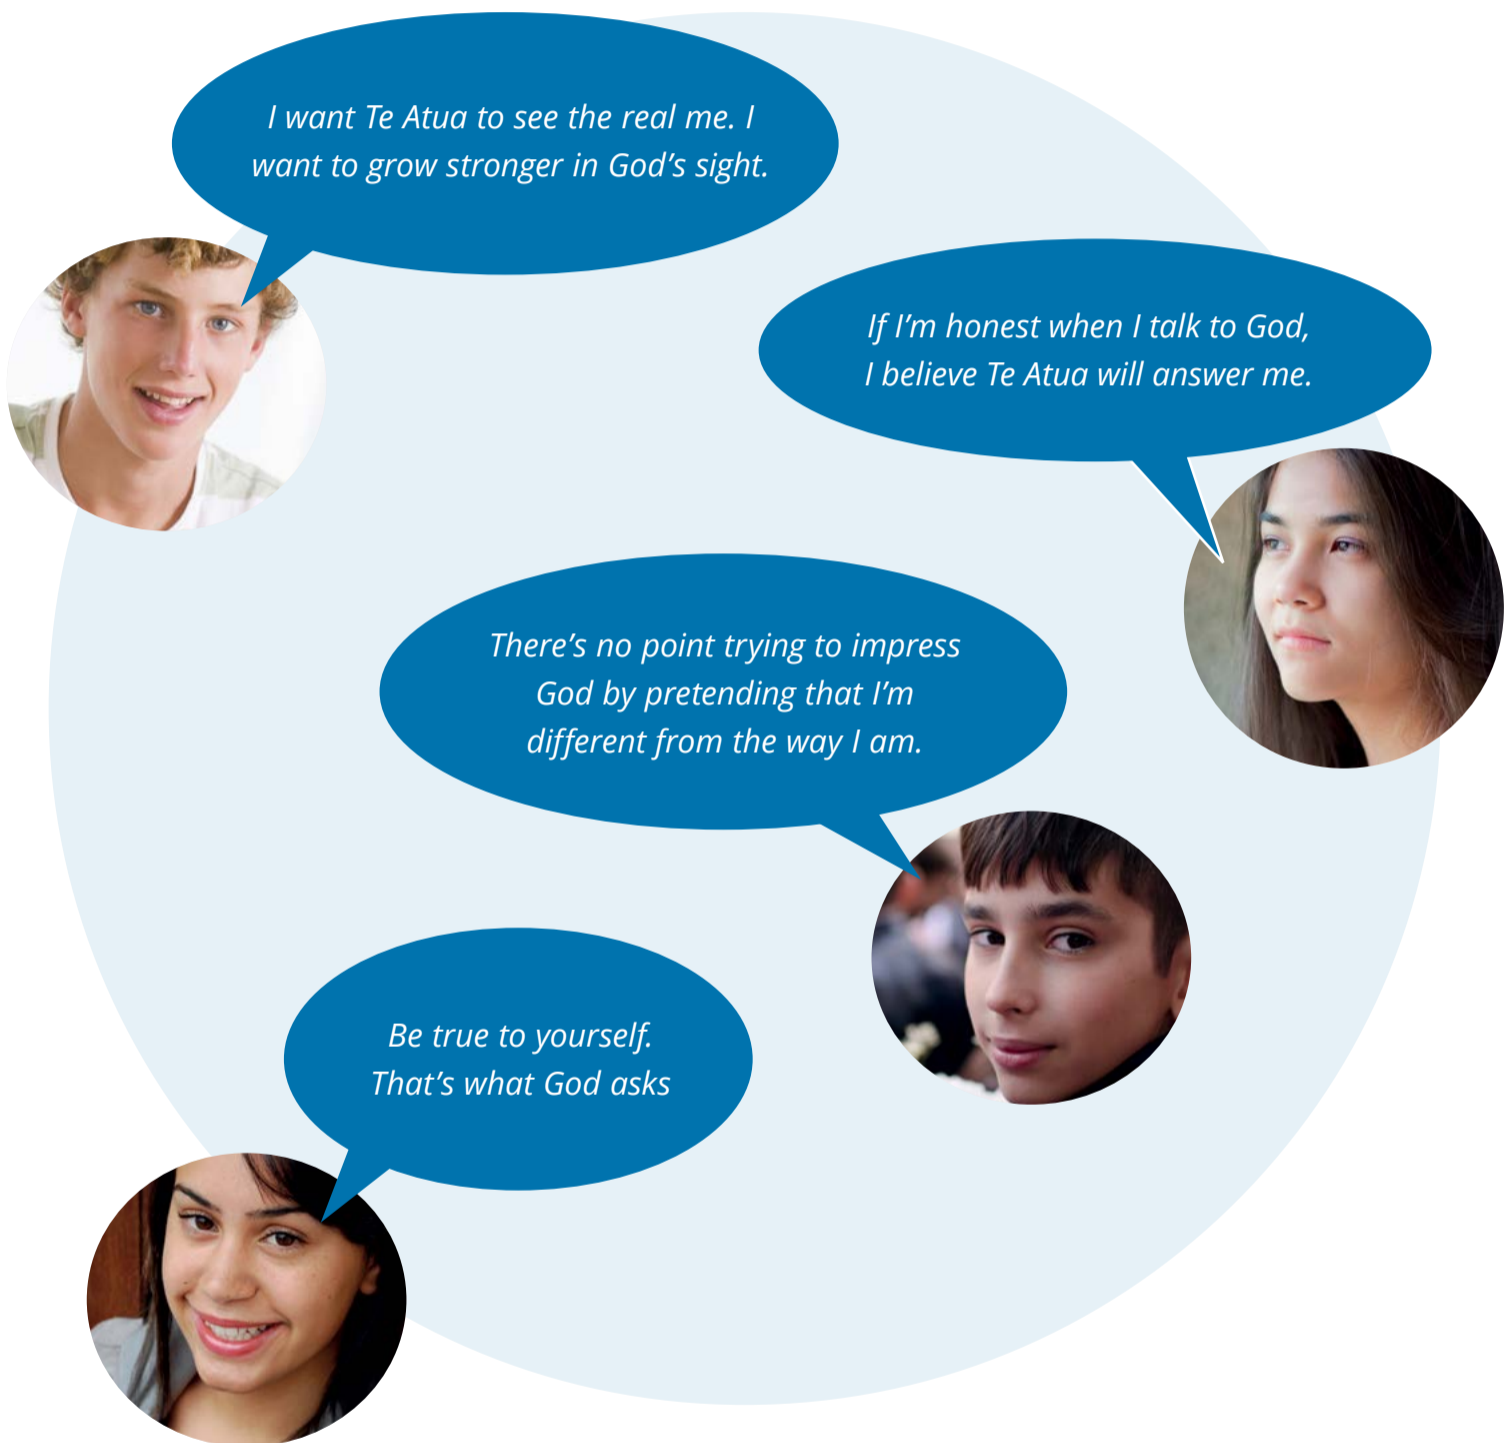 I want Te Atua to see the real me. I
want to grow stronger in God’s sight.
If I’m honest when I talk to God,
I believe Te Atua will answer me.
There’s no point trying to impress
God by pretending that I’m
different from the way I am.
Be true to yourself.
That’s what God asks